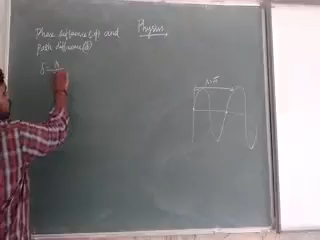 Physics
Phase difference (φ) and
path difference (δ)
δ = λ